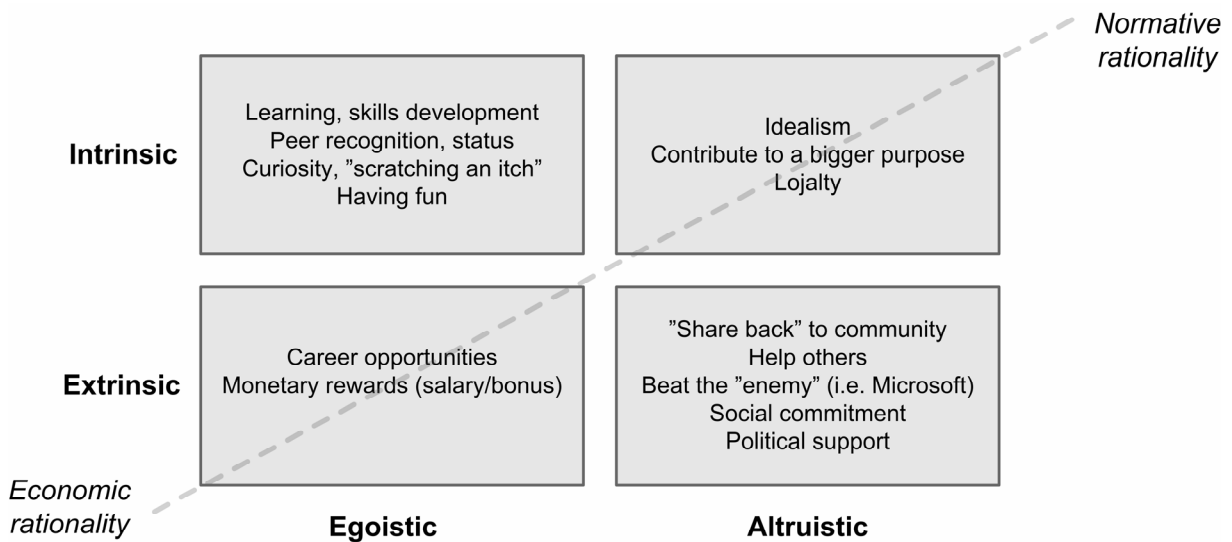 Normative
rationality
Intrinsic
Learning, skills development
Peer recognition, status
Curiosity, ”scratching an itch”
Having fun
Idealism
Contribute to a bigger purpose
Lojalty
Extrinsic
Career opportunities
Monetary rewards (salary/bonus)
”Share back” to community
Help others
Beat the ”enemy” (i.e. Microsoft)
Social commitment
Political support
Economic
rationality
Egoistic
Altruistic